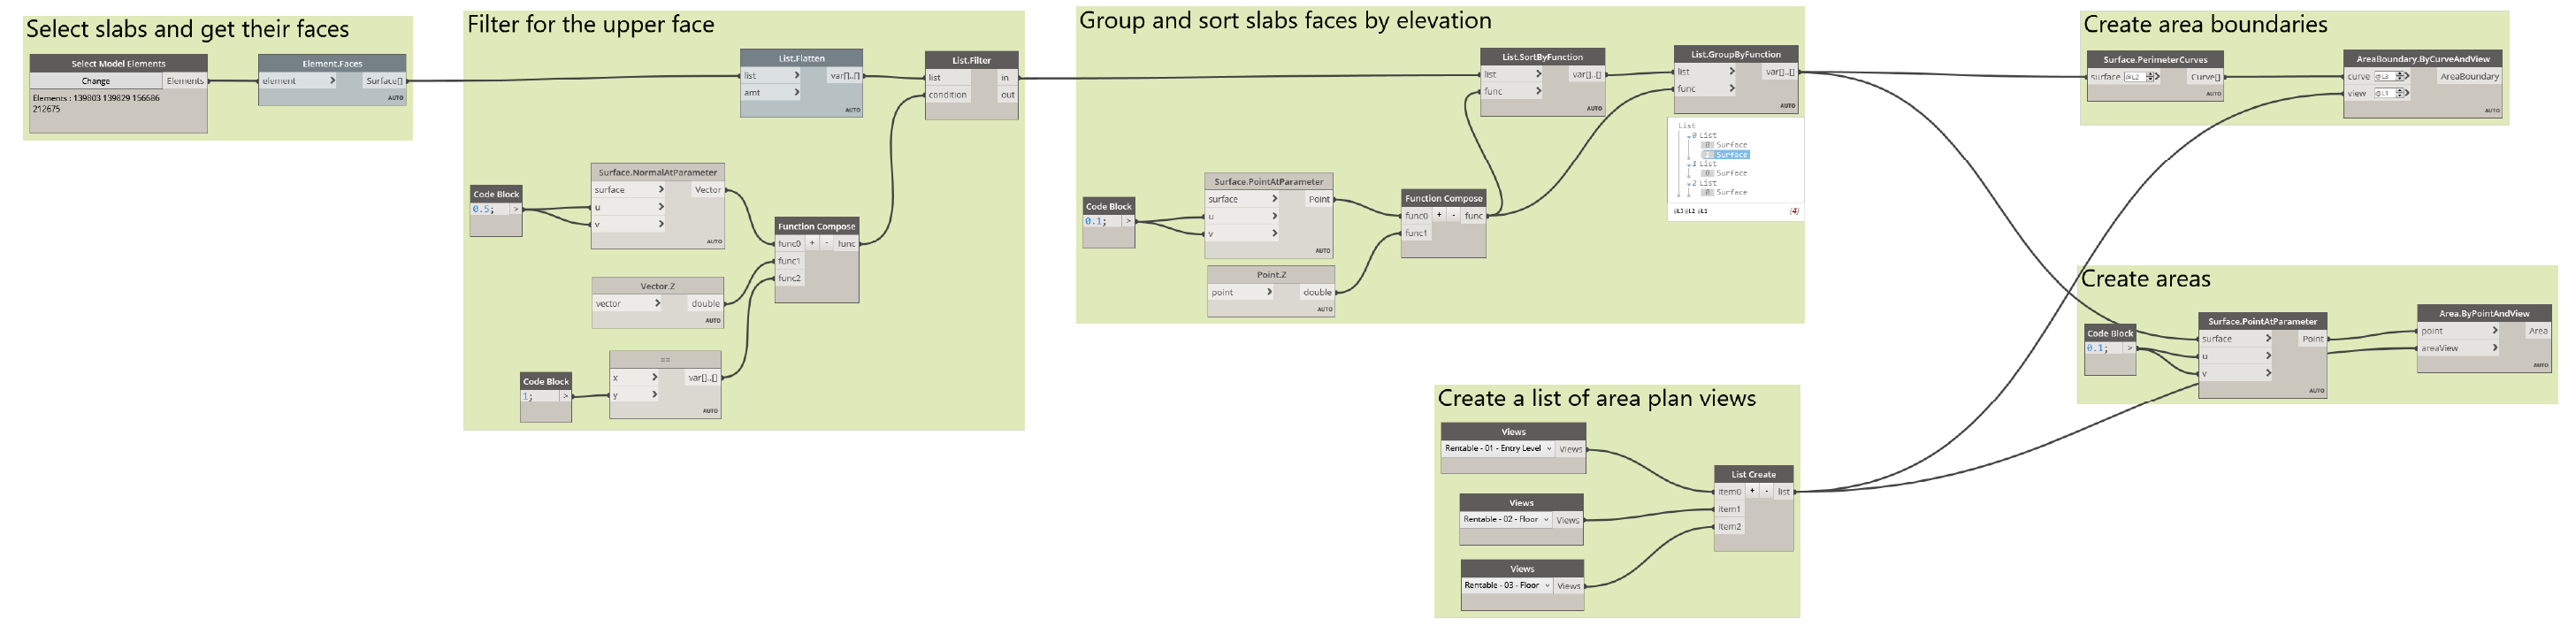 Select slabs and get their faces
Select Model Elements
Change
Elements
Elements : 139803 139829 156686
212675
Element.Faces
element > Surface[]
AUTO
Filter for the upper face
List.Flatten
list > var[]..[]
amt >
AUTO
List.Filter
list in
condition out
Code Block
0.5; >
Surface.NormalAtParameter
surface > Vector
u >
v >
AUTO
Function Compose
func0 + - func
func1
func2
Vector.Z
vector > double
AUTO
==
x > var[]..[]
y >
AUTO
Code Block
1; >
Group and sort slabs faces by elevation
List.SortByFunction
list > var[]..[]
func >
AUTO
List.GroupByFunction
list > var[]..[]
func >
AUTO
List
0 List
0 Surface
Surface
1 List
0 Surface
2 List
0 Surface
@L3 @L2 @L1 {4}
Code Block
0.1; >
Surface.PointAtParameter
surface > Point
u >
v >
AUTO
Function Compose
func0 + - func
func1
Point.Z
point > double
AUTO
Create a list of area plan views
Views
Rentable - 01 - Entry Level Views
Views
Rentable - 02 - Floor Views
Views
Rentable - 03 - Floor Views
List Create
item0 + - list
item1
item2
Create area boundaries
Surface.PerimeterCurves
surface @L2 > Curve[]
AUTO
AreaBoundary.ByCurveAndView
curve @L3 > AreaBoundary
view @L1 >
AUTO
Create areas
Code Block
0.1; >
Surface.PointAtParameter
surface > Point
u >
v >
AUTO
Area.ByPointAndView
point > Area
areaView >
AUTO